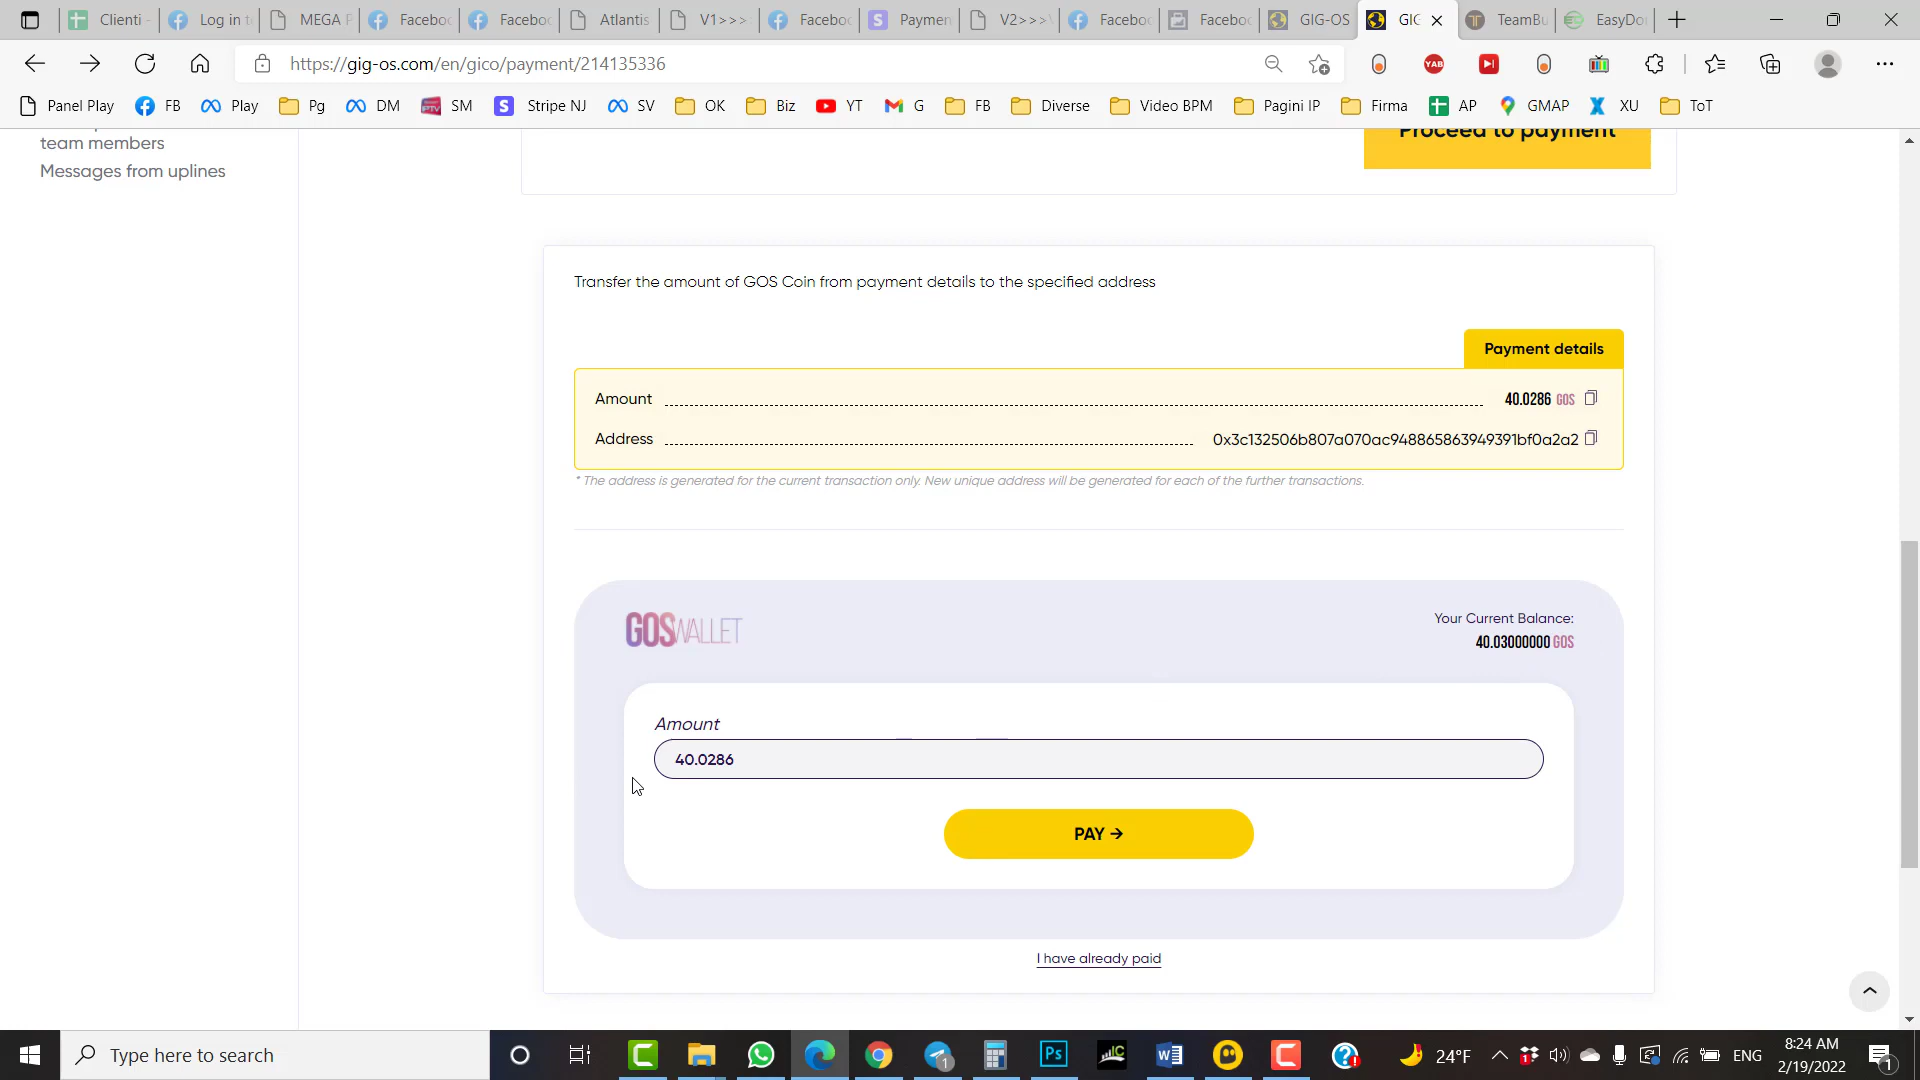 Clienti -
Log in t
MEGA P
Faceboo
Faceboo
Atlantis
V1>>>
Faceboo
Paymen
V2>>>V
Faceboo
Faceboo
GIG-OS
GIG
TeamBu
EasyDo
https://gig-os.com/en/gico/payment/214135336
YAB
Panel Play
FB
Play
Pg
DM
SM
Stripe NJ
SV
OK
Biz
YT
G
FB
Diverse
Video BPM
Pagini IP
Firma
AP
GMAP
XU
ToT
team members
Messages from uplines
Proceed to payment
Transfer the amount of GOS Coin from payment details to the specified address
Payment details
Amount 40.0286 GOS
Address 0x3c132506b807a070ac948865863949391bf0a2a2
* The address is generated for the current transaction only. New unique address will be generated for each of the further transactions.
GOSWALLET
Your Current Balance:
40.03000000 GOS
Amount
40.0286
PAY →
I have already paid
Type here to search
1
Ps
24°F
ENG
8:24 AM
2/19/2022
1